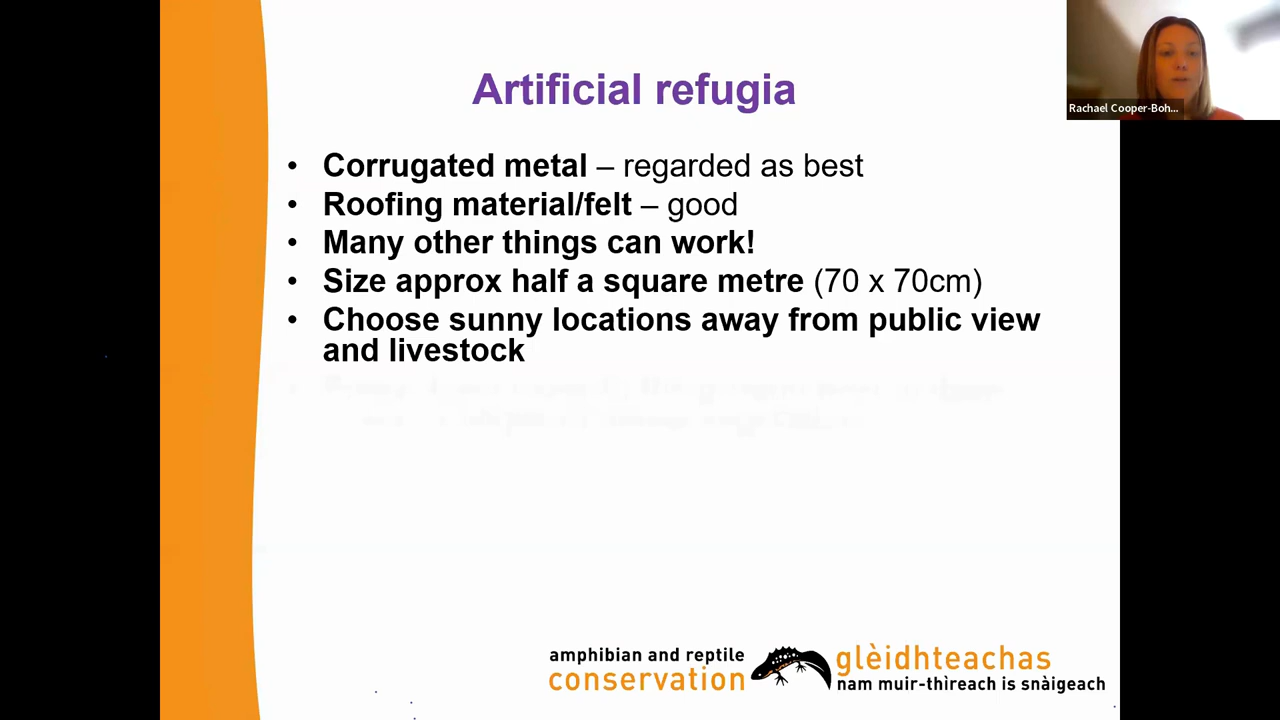 Artificial refugia
Rachael Cooper-Boh...
• Corrugated metal – regarded as best
• Roofing material/felt – good
• Many other things can work!
• Size approx half a square metre (70 x 70cm)
• Choose sunny locations away from public view
and livestock
amphibian and reptile
conservation
glèidhteachas
nam muir-thìreach is snàigeach